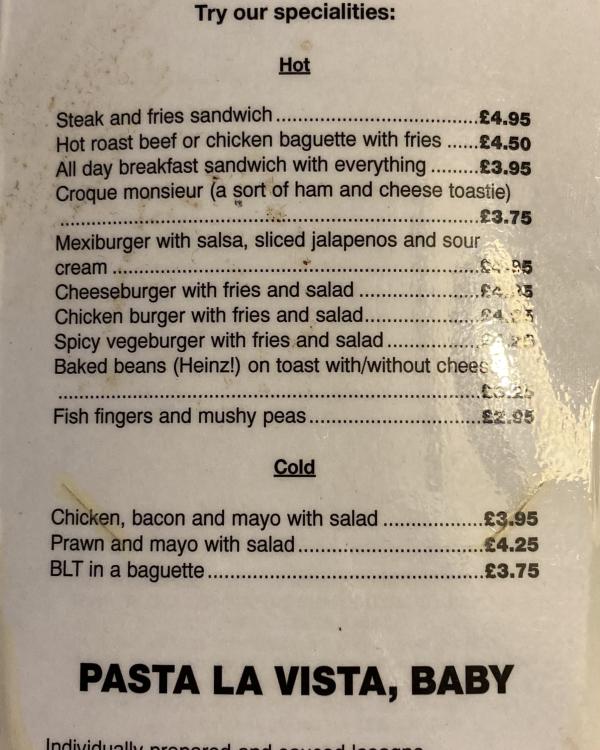 Try our specialities:
Hot
Steak and fries sandwich ..................................£4.95
Hot roast beef or chicken baguette with fries ......£4.50
All day breakfast sandwich with everything .........£3.95
Croque monsieur (a sort of ham and cheese toastie)
......................................................................£3.75
Mexiburger with salsa, sliced jalapenos and sour
cream ..............................................................
Cheeseburger with fries and salad ....................
Chicken burger with fries and salad....................
Spicy vegeburger with fries and salad................
Baked beans (Heinz!) on toast with/without
......................................................................
Fish fingers and mushy peas.............................£2.95
Cold
Chicken, bacon and mayo with salad .................£3.95
Prawn and mayo with salad................................£4.25
BLT in a baguette...............................................£3.75
PASTA LA VISTA, BABY
Individually prepared and sauced lasagne